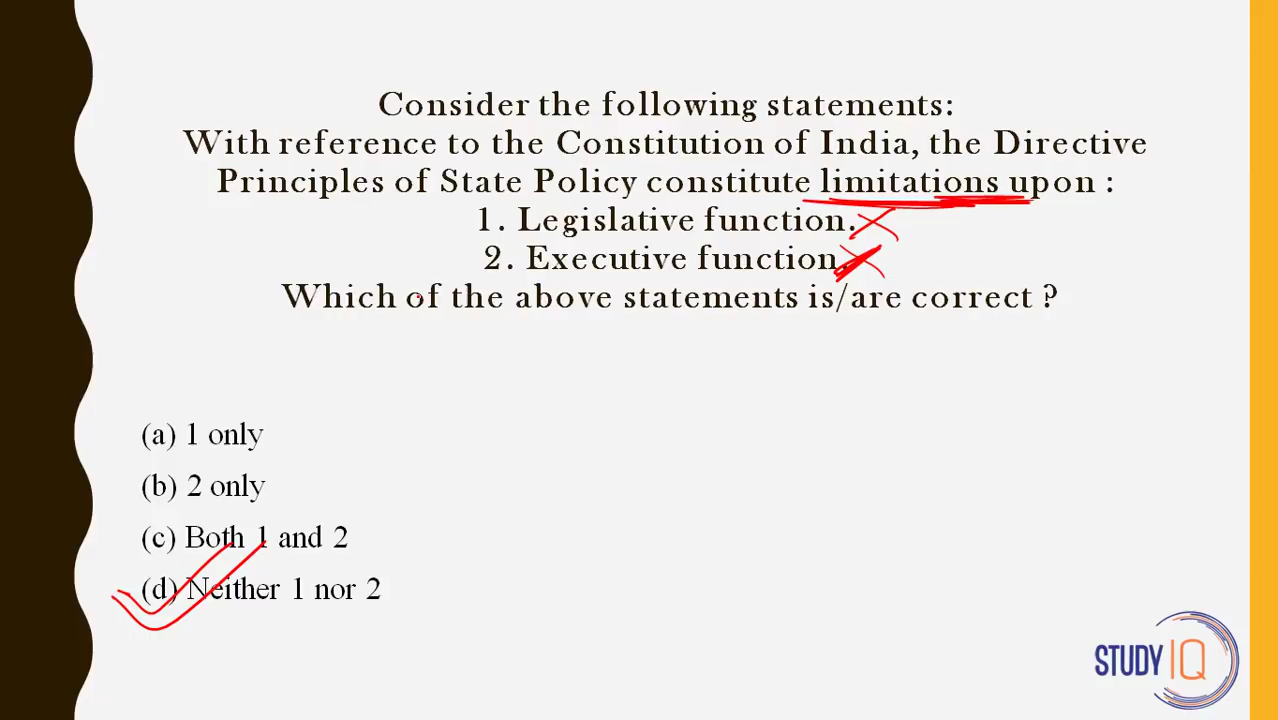 Consider the following statements:
With reference to the Constitution of India, the Directive
Principles of State Policy constitute limitations upon :
1. Legislative function.
2. Executive function.
Which of the above statements is/are correct ?
(a) 1 only
(b) 2 only
(c) Both 1 and 2
(d) Neither 1 nor 2
STUDY IQ